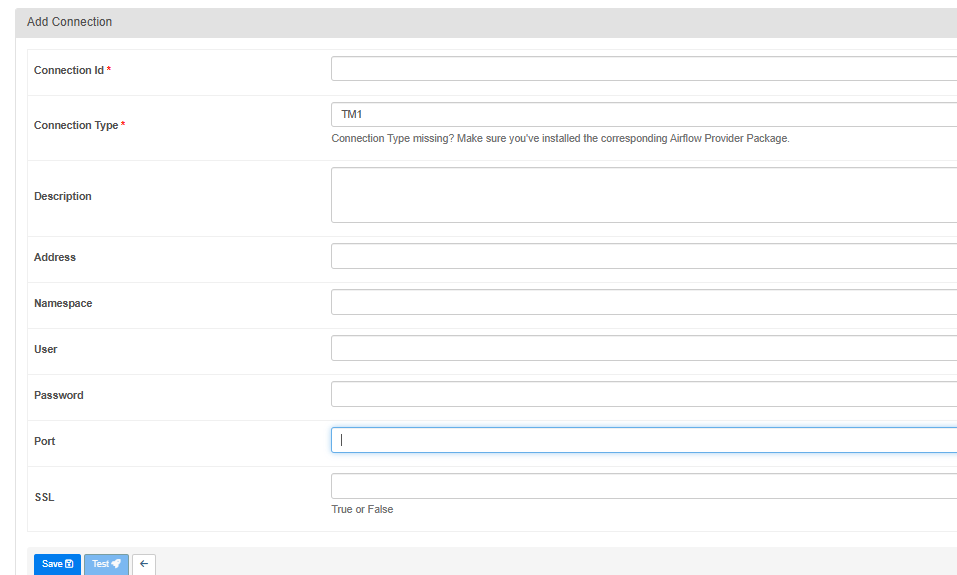 Add Connection
Connection Id *
Connection Type *
TM1
Connection Type missing? Make sure you've installed the corresponding Airflow Provider Package.
Description
Address
Namespace
User
Password
Port
SSL
True or False
Save
Test